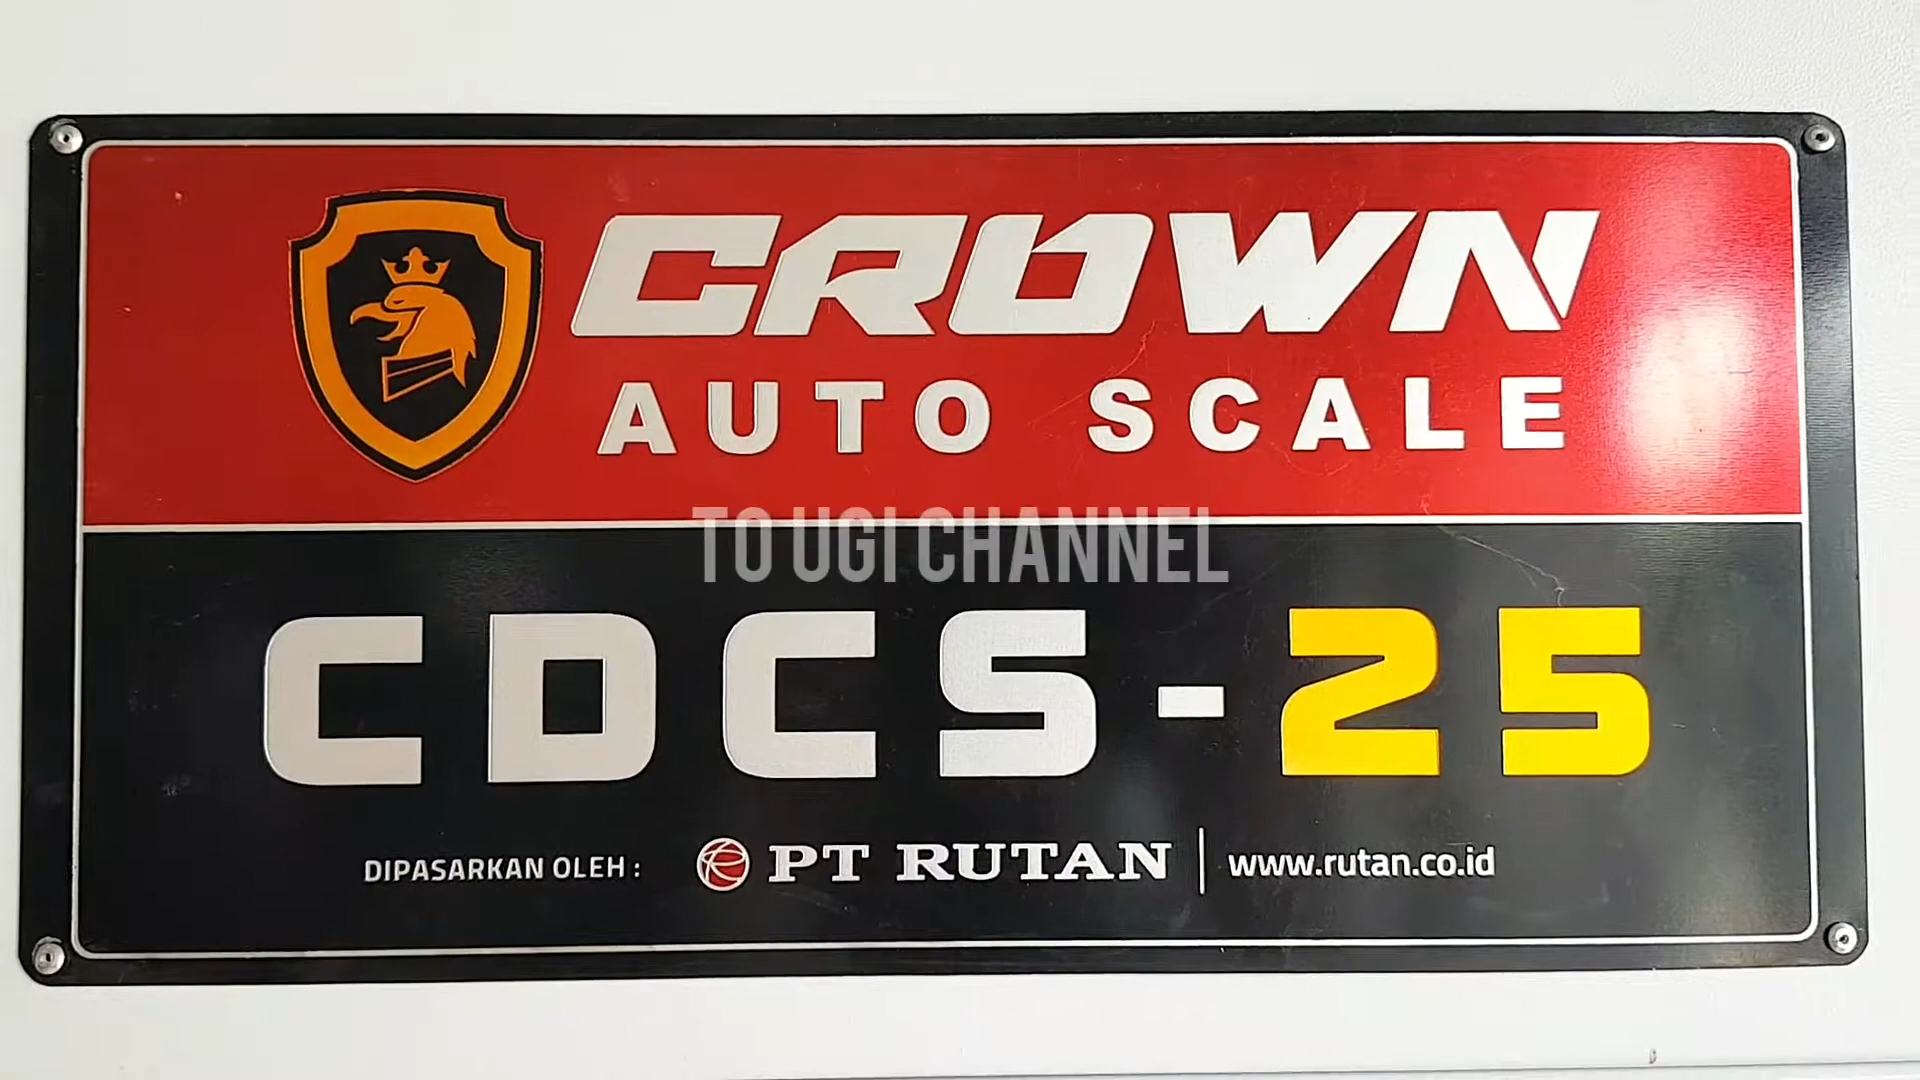 CROWN
AUTO SCALE
TO UGI CHANNEL
CDCS-25
DIPASARKAN OLEH : PT RUTAN | www.rutan.co.id